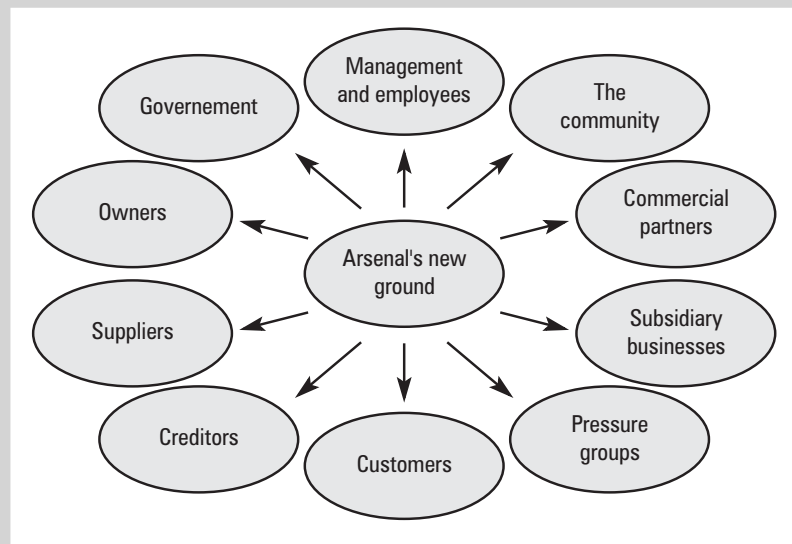 Management
and employees
Governement
The
community
Owners
Commercial
partners
Arsenal's new
ground
Suppliers
Subsidiary
businesses
Creditors
Customers
Pressure
groups